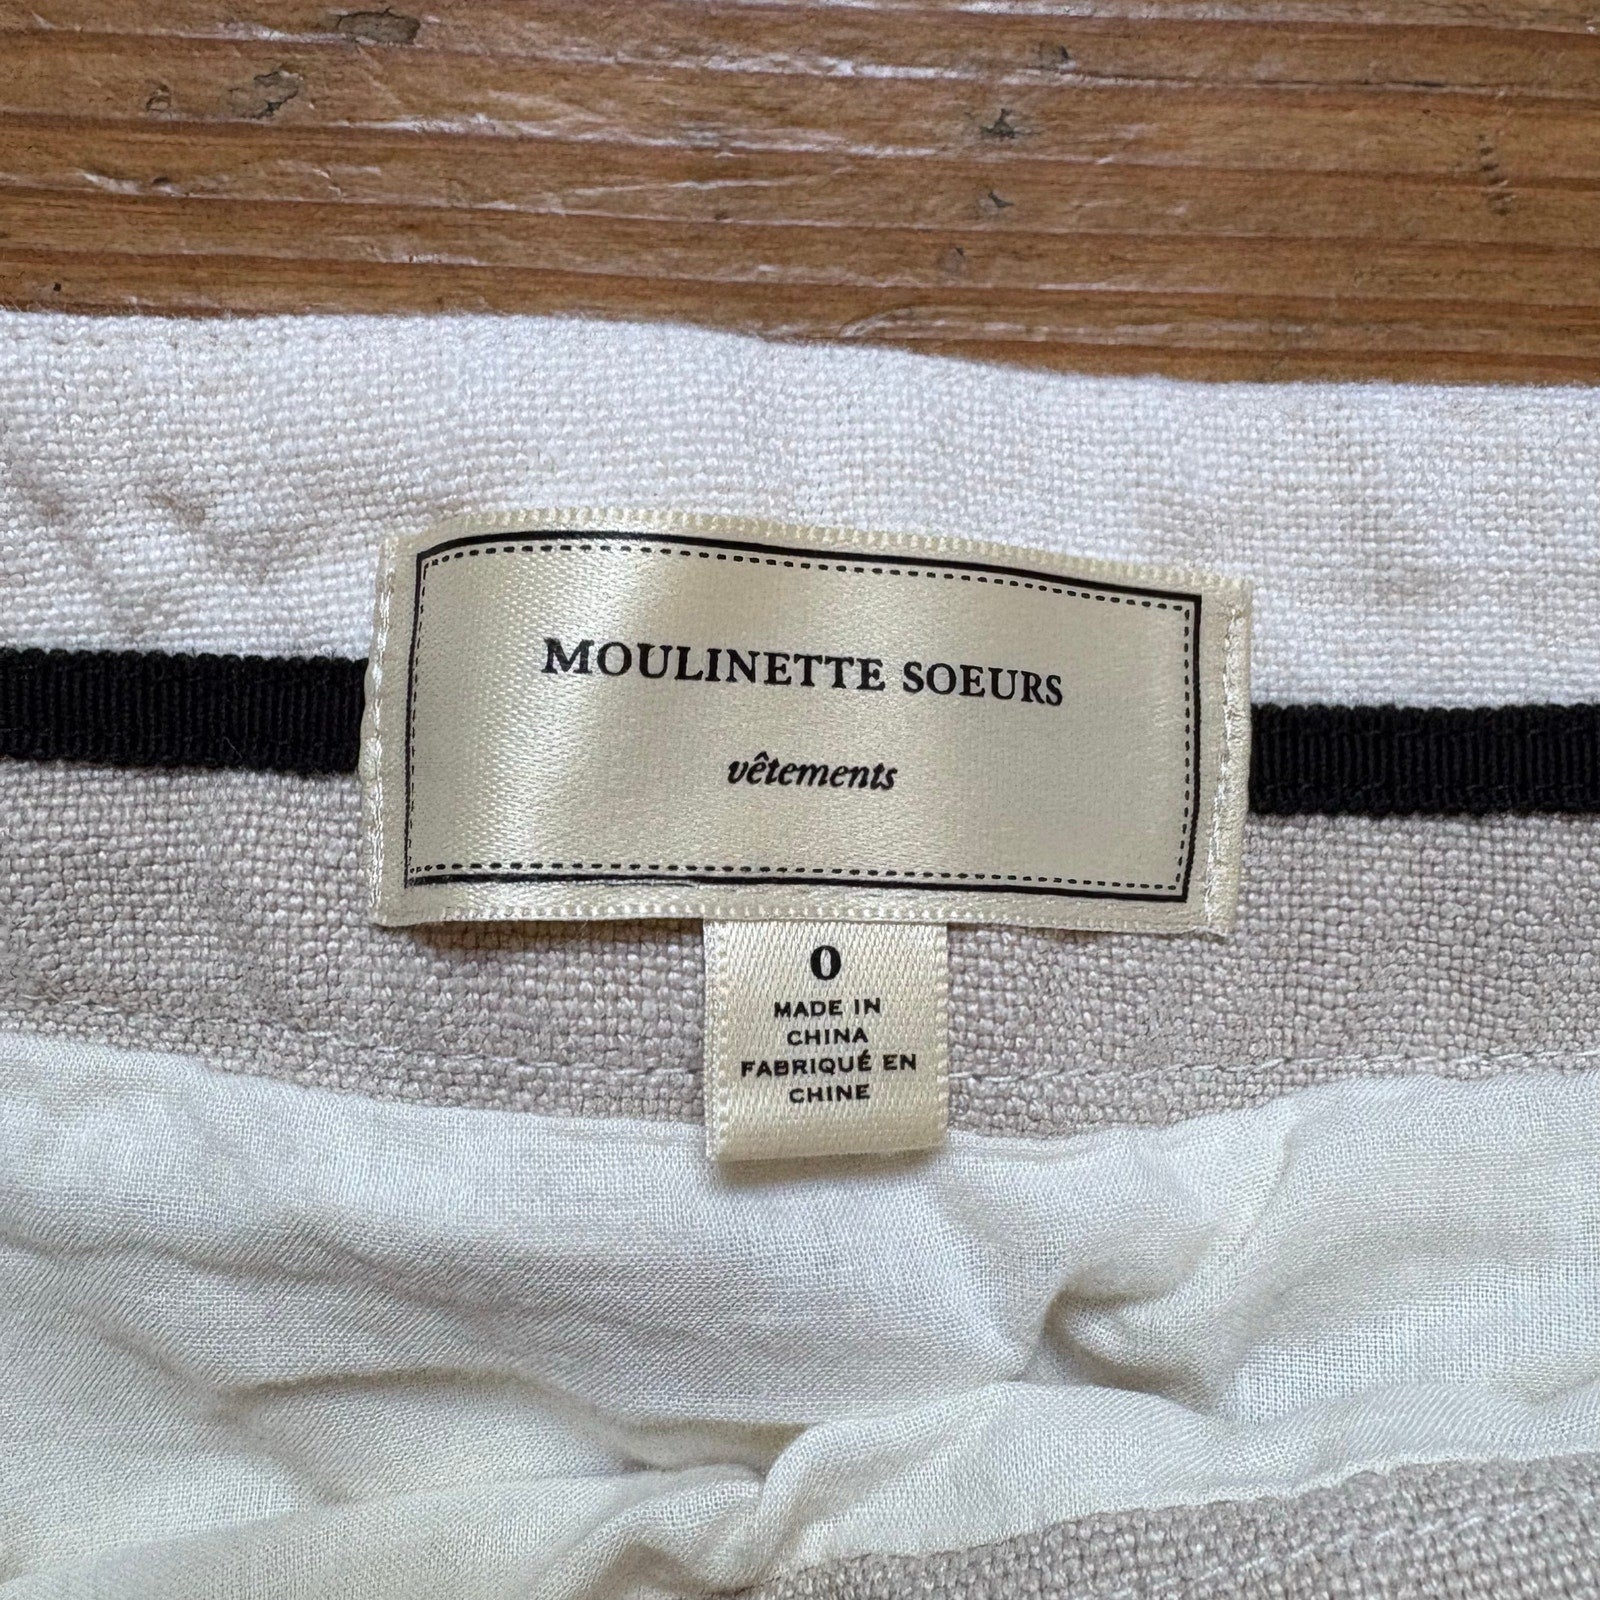 MOULINETTE SOEURS
vêtements
0
MADE IN
CHINA
FABRIQUÉ EN
CHINE